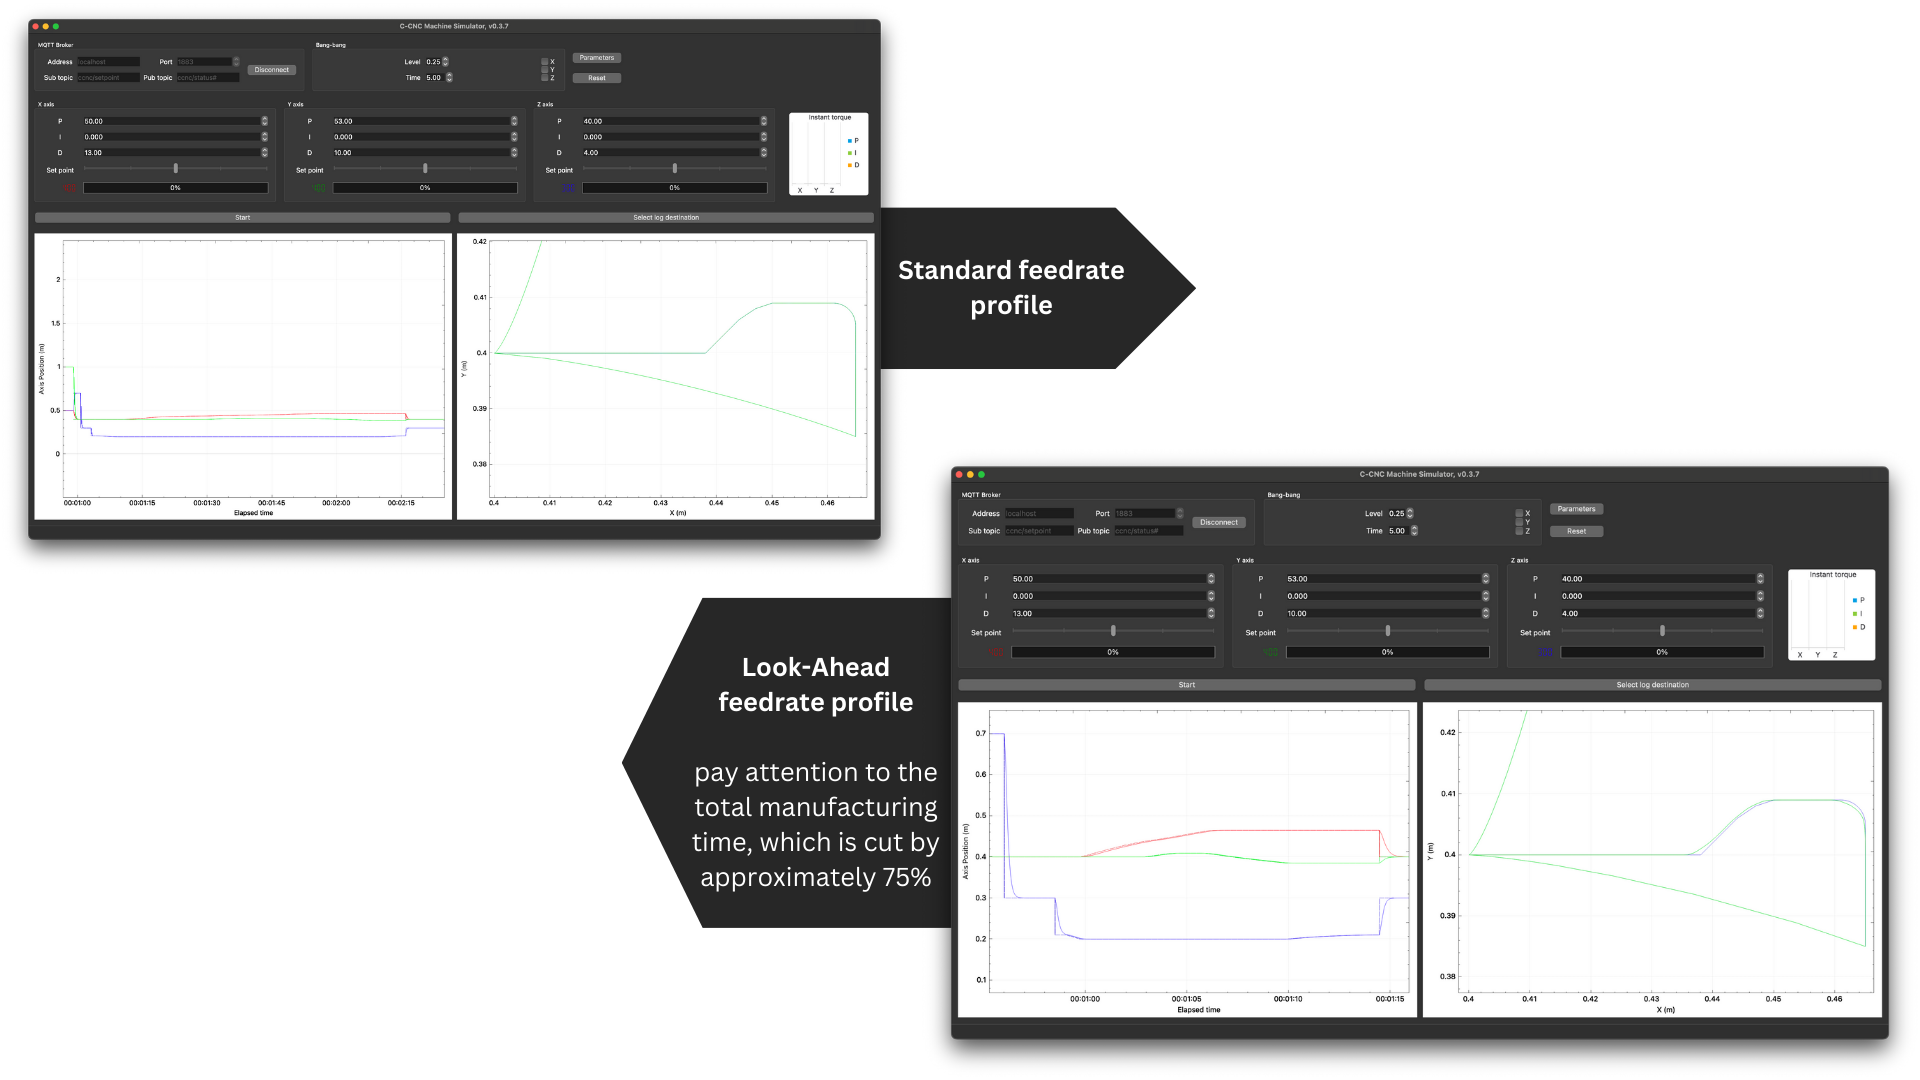 C-CNC Machine Simulator, v0.3.7
MQTT Broker
Bang-bang
Address localhost Port 1883
Disconnect
Sub topic ccnc/setpoint Pub topic ccnc/status#
Level 0.25
Time 5.00
X
Y
Z
Parameters
Reset
X axis
P 50.00
I 0.000
D 13.00
Set point
0%
Y axis
P 53.00
I 0.000
D 10.00
Set point
-400 0%
Z axis
P 40.00
I 0.000
D 4.00
Set point
300 0%
Instant torque
P
I
D
X Y Z
Start
Select log destination
2
1.5
1
0.5
0
Axis Position (m)
00:01:00 00:01:15 00:01:30 00:01:45 00:02:00 00:02:15
Elapsed time
0.42
0.41
0.4
0.39
0.38
Y (m)
0.4 0.41 0.42 0.43 0.44 0.45 0.46
X (m)
Standard feedrate
profile
Look-Ahead
feedrate profile
pay attention to the
total manufacturing
time, which is cut by
approximately 75%
C-CNC Machine Simulator, v0.3.7
MQTT Broker
Bang-bang
Address localhost Port 1883
Disconnect
Sub topic ccnc/setpoint Pub topic ccnc/status#
Level 0.25
Time 5.00
X
Y
Z
Parameters
Reset
X axis
P 50.00
I 0.000
D 13.00
Set point
0%
Y axis
P 53.00
I 0.000
D 10.00
Set point
-400 0%
Z axis
P 40.00
I 0.000
D 4.00
Set point
300 0%
Instant torque
P
I
D
X Y Z
Start
Select log destination
0.7
0.6
0.5
0.4
0.3
0.2
0.1
Axis Position (m)
00:01:00 00:01:05 00:01:10 00:01:15
Elapsed time
0.42
0.41
0.4
0.39
0.38
Y (m)
0.4 0.41 0.42 0.43 0.44 0.45 0.46
X (m)